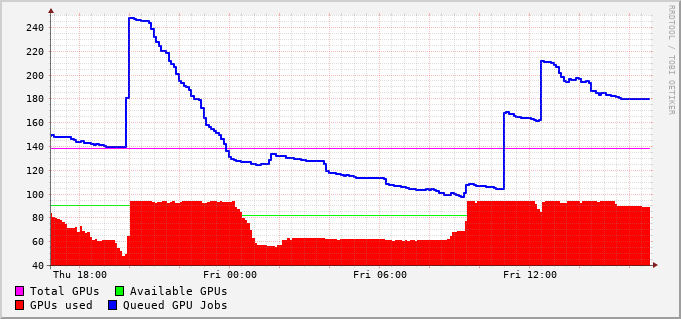 RRDTOOL / TOBI OETIKER
240
220
200
180
160
140
120
100
80
60
40
Thu 18:00 Fri 00:00 Fri 06:00 Fri 12:00
Total GPUs Available GPUs
GPUs used Queued GPU Jobs